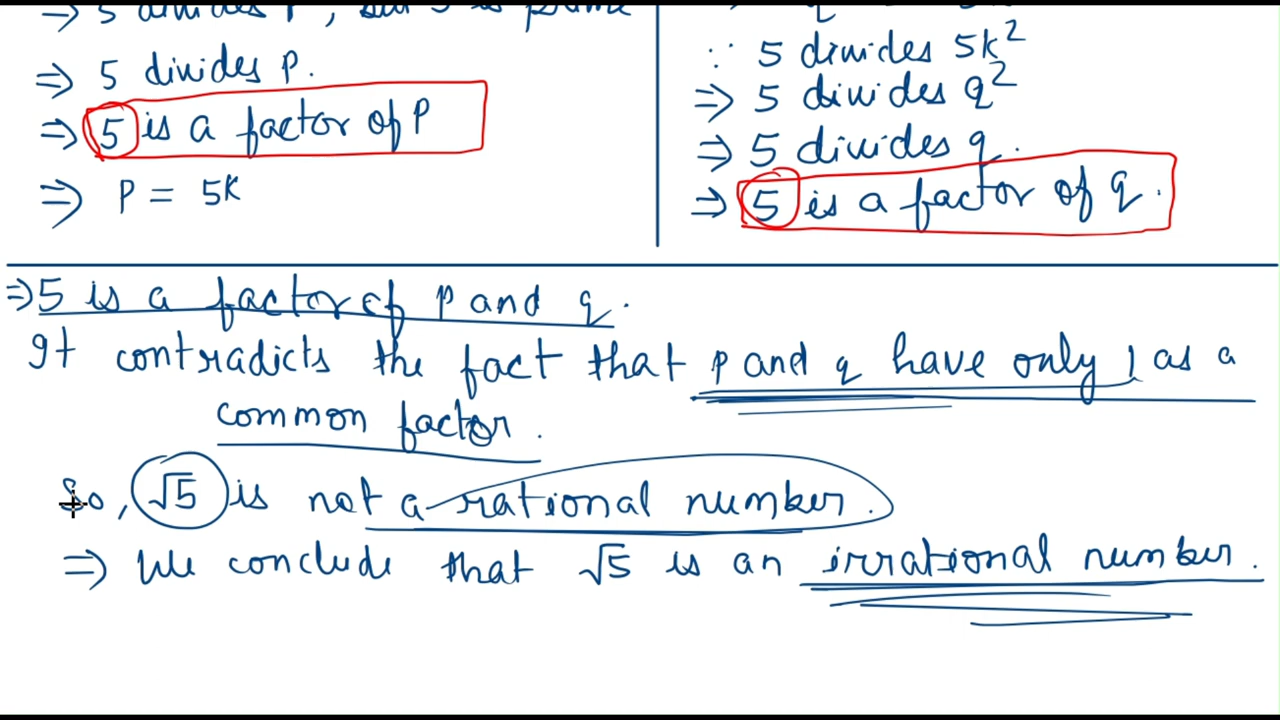 ⇒ 5 divides p.
⇒ 5 is a factor of p
⇒ p = 5k
∵ 5 divides 5k²
⇒ 5 divides q²
⇒ 5 divides q.
⇒ 5 is a factor of q.
⇒ 5 is a factor of p and q.
It contradicts the fact that p and q have only 1 as a
common factor.
So, √5 is not a rational number.
⇒ We conclude that √5 is an irrational number.